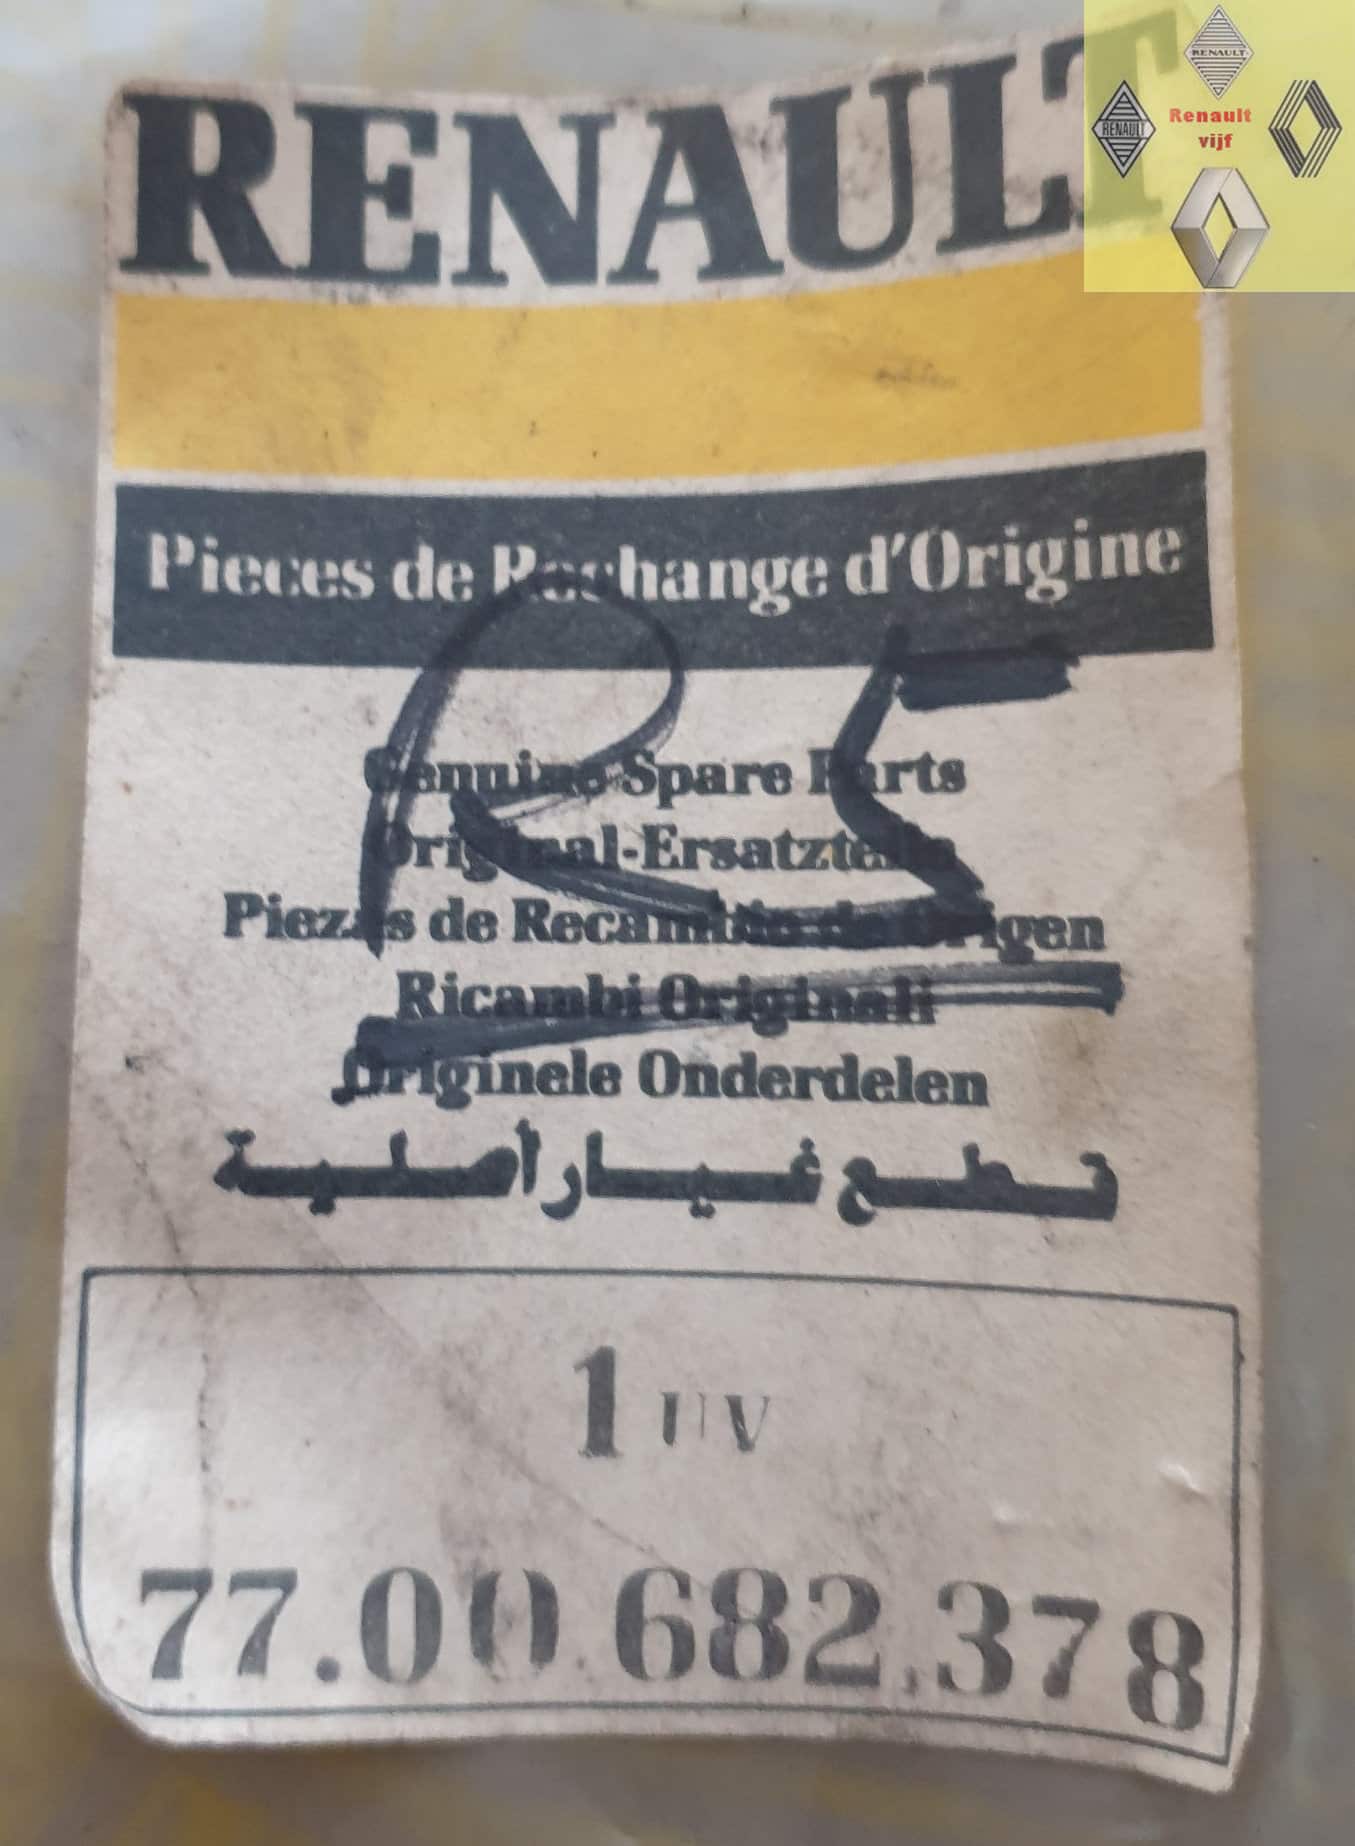 RENAULT
RENAULT
RENAULT
Renault
vijf
Pieces de Rechange d'Origine
R5
Genuine Spare Parts
Original-Ersatzteile
Piezas de Recambio de Origen
Ricambi Originali
Originele Onderdelen
قطع غيار أصلية
1 UV
77.00.682.378